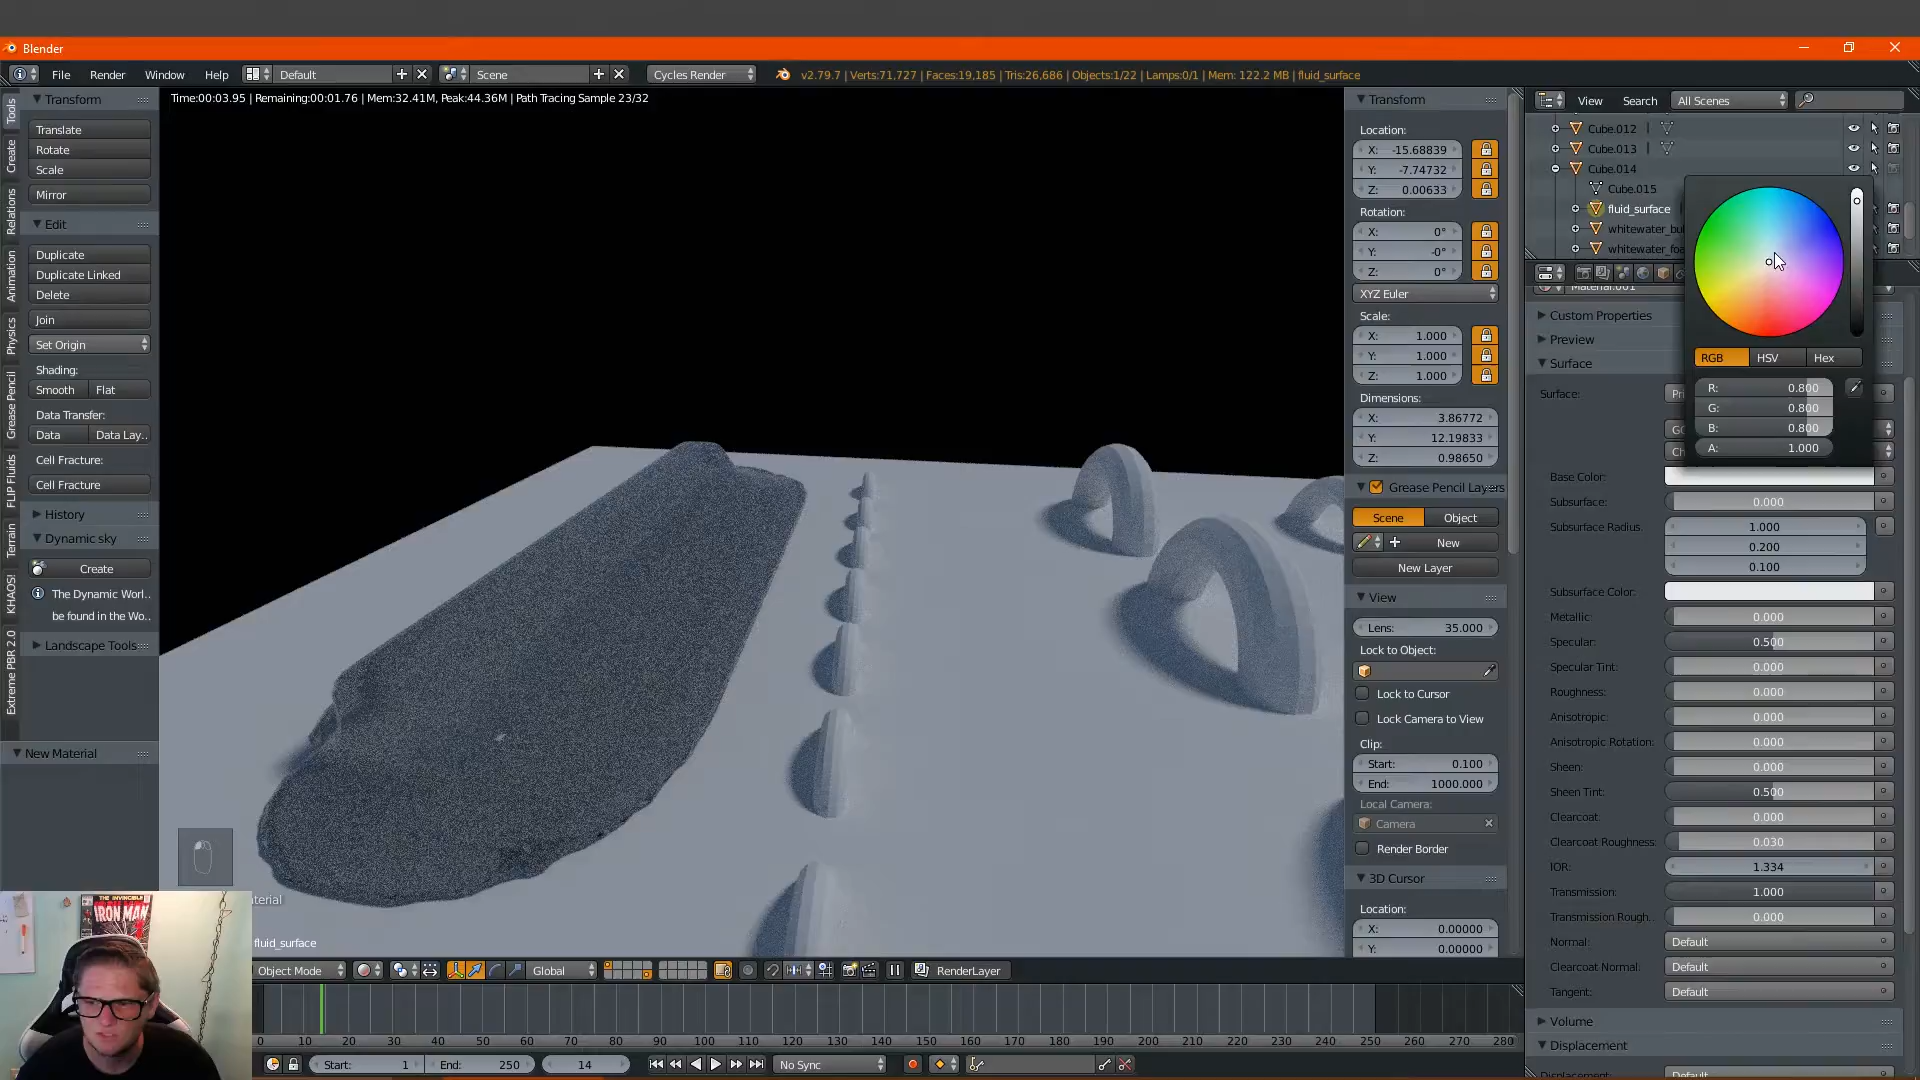 Blender
File Render Window Help Default Scene Cycles Render v2.79.7 | Verts:71,727 | Faces:19,185 | Tris:26,686 | Objects:1/22 | Lamps:0/1 | Mem: 122.2 MB | fluid_surface
Time:00:03.95 | Remaining:00:01.76 | Mem:32.41M, Peak:44.36M | Path Tracing Sample 23/32
Tools
Create
Relations
Animation
Physics
Grease Pencil
FLIP Fluids
Terrain
KHAOS!
Extreme PBR 2.0
Transform
Translate
Rotate
Scale
Mirror
Edit
Duplicate
Duplicate Linked
Delete
Join
Set Origin
Shading:
Smooth Flat
Data Transfer:
Data Data Lay..
Cell Fracture:
Cell Fracture
History
Dynamic sky
Create
The Dynamic Worl..
be found in the Wo..
Landscape Tools
New Material
THE INVINCIBLE
IRON MAN
terial
fluid_surface
Transform
Location:
X: -15.68839
Y: -7.74732
Z: 0.00633
Rotation:
X: 0°
Y: -0°
Z: 0°
XYZ Euler
Scale:
X: 1.000
Y: 1.000
Z: 1.000
Dimensions:
X: 3.86772
Y: 12.19833
Z: 0.98650
Grease Pencil Layers
Scene Object
New
New Layer
View
Lens: 35.000
Lock to Object:
Lock to Cursor
Lock Camera to View
Clip:
Start: 0.100
End: 1000.000
Local Camera:
Camera
Render Border
3D Cursor
Location:
X: 0.00000
Y: 0.00000
View Search All Scenes
Cube.012
Cube.013
Cube.014
Cube.015
fluid_surface
whitewater_bu
whitewater_foa
Material.001
Custom Properties
Preview
Surface
Surface: Pri
RGB HSV Hex
R: 0.800
G: 0.800
B: 0.800
A: 1.000
GG
Ch
Base Color:
Subsurface: 0.000
Subsurface Radius: 1.000
0.200
0.100
Subsurface Color:
Metallic: 0.000
Specular: 0.500
Specular Tint: 0.000
Roughness: 0.000
Anisotropic: 0.000
Anisotropic Rotation: 0.000
Sheen: 0.000
Sheen Tint: 0.500
Clearcoat: 0.000
Clearcoat Roughness: 0.030
IOR: 1.334
Transmission: 1.000
Transmission Rough.. 0.000
Normal: Default
Clearcoat Normal: Default
Tangent: Default
Volume
Displacement
Displacement: Default
Object Mode Global RenderLayer
0 10 20 30 40 50 60 70 80 90 100 110 120 130 140 150 160 170 180 190 200 210 220 230 240 250 260 270 280
Start: 1 End: 250 14 No Sync